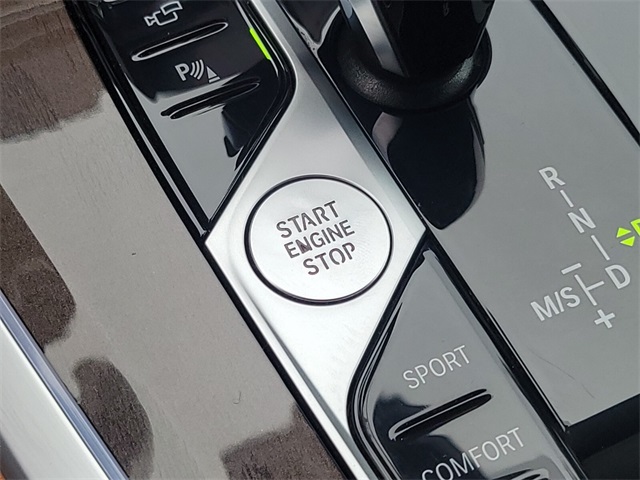 P
START
ENGINE
STOP
R
N
D
M/S
+
SPORT
COMFORT